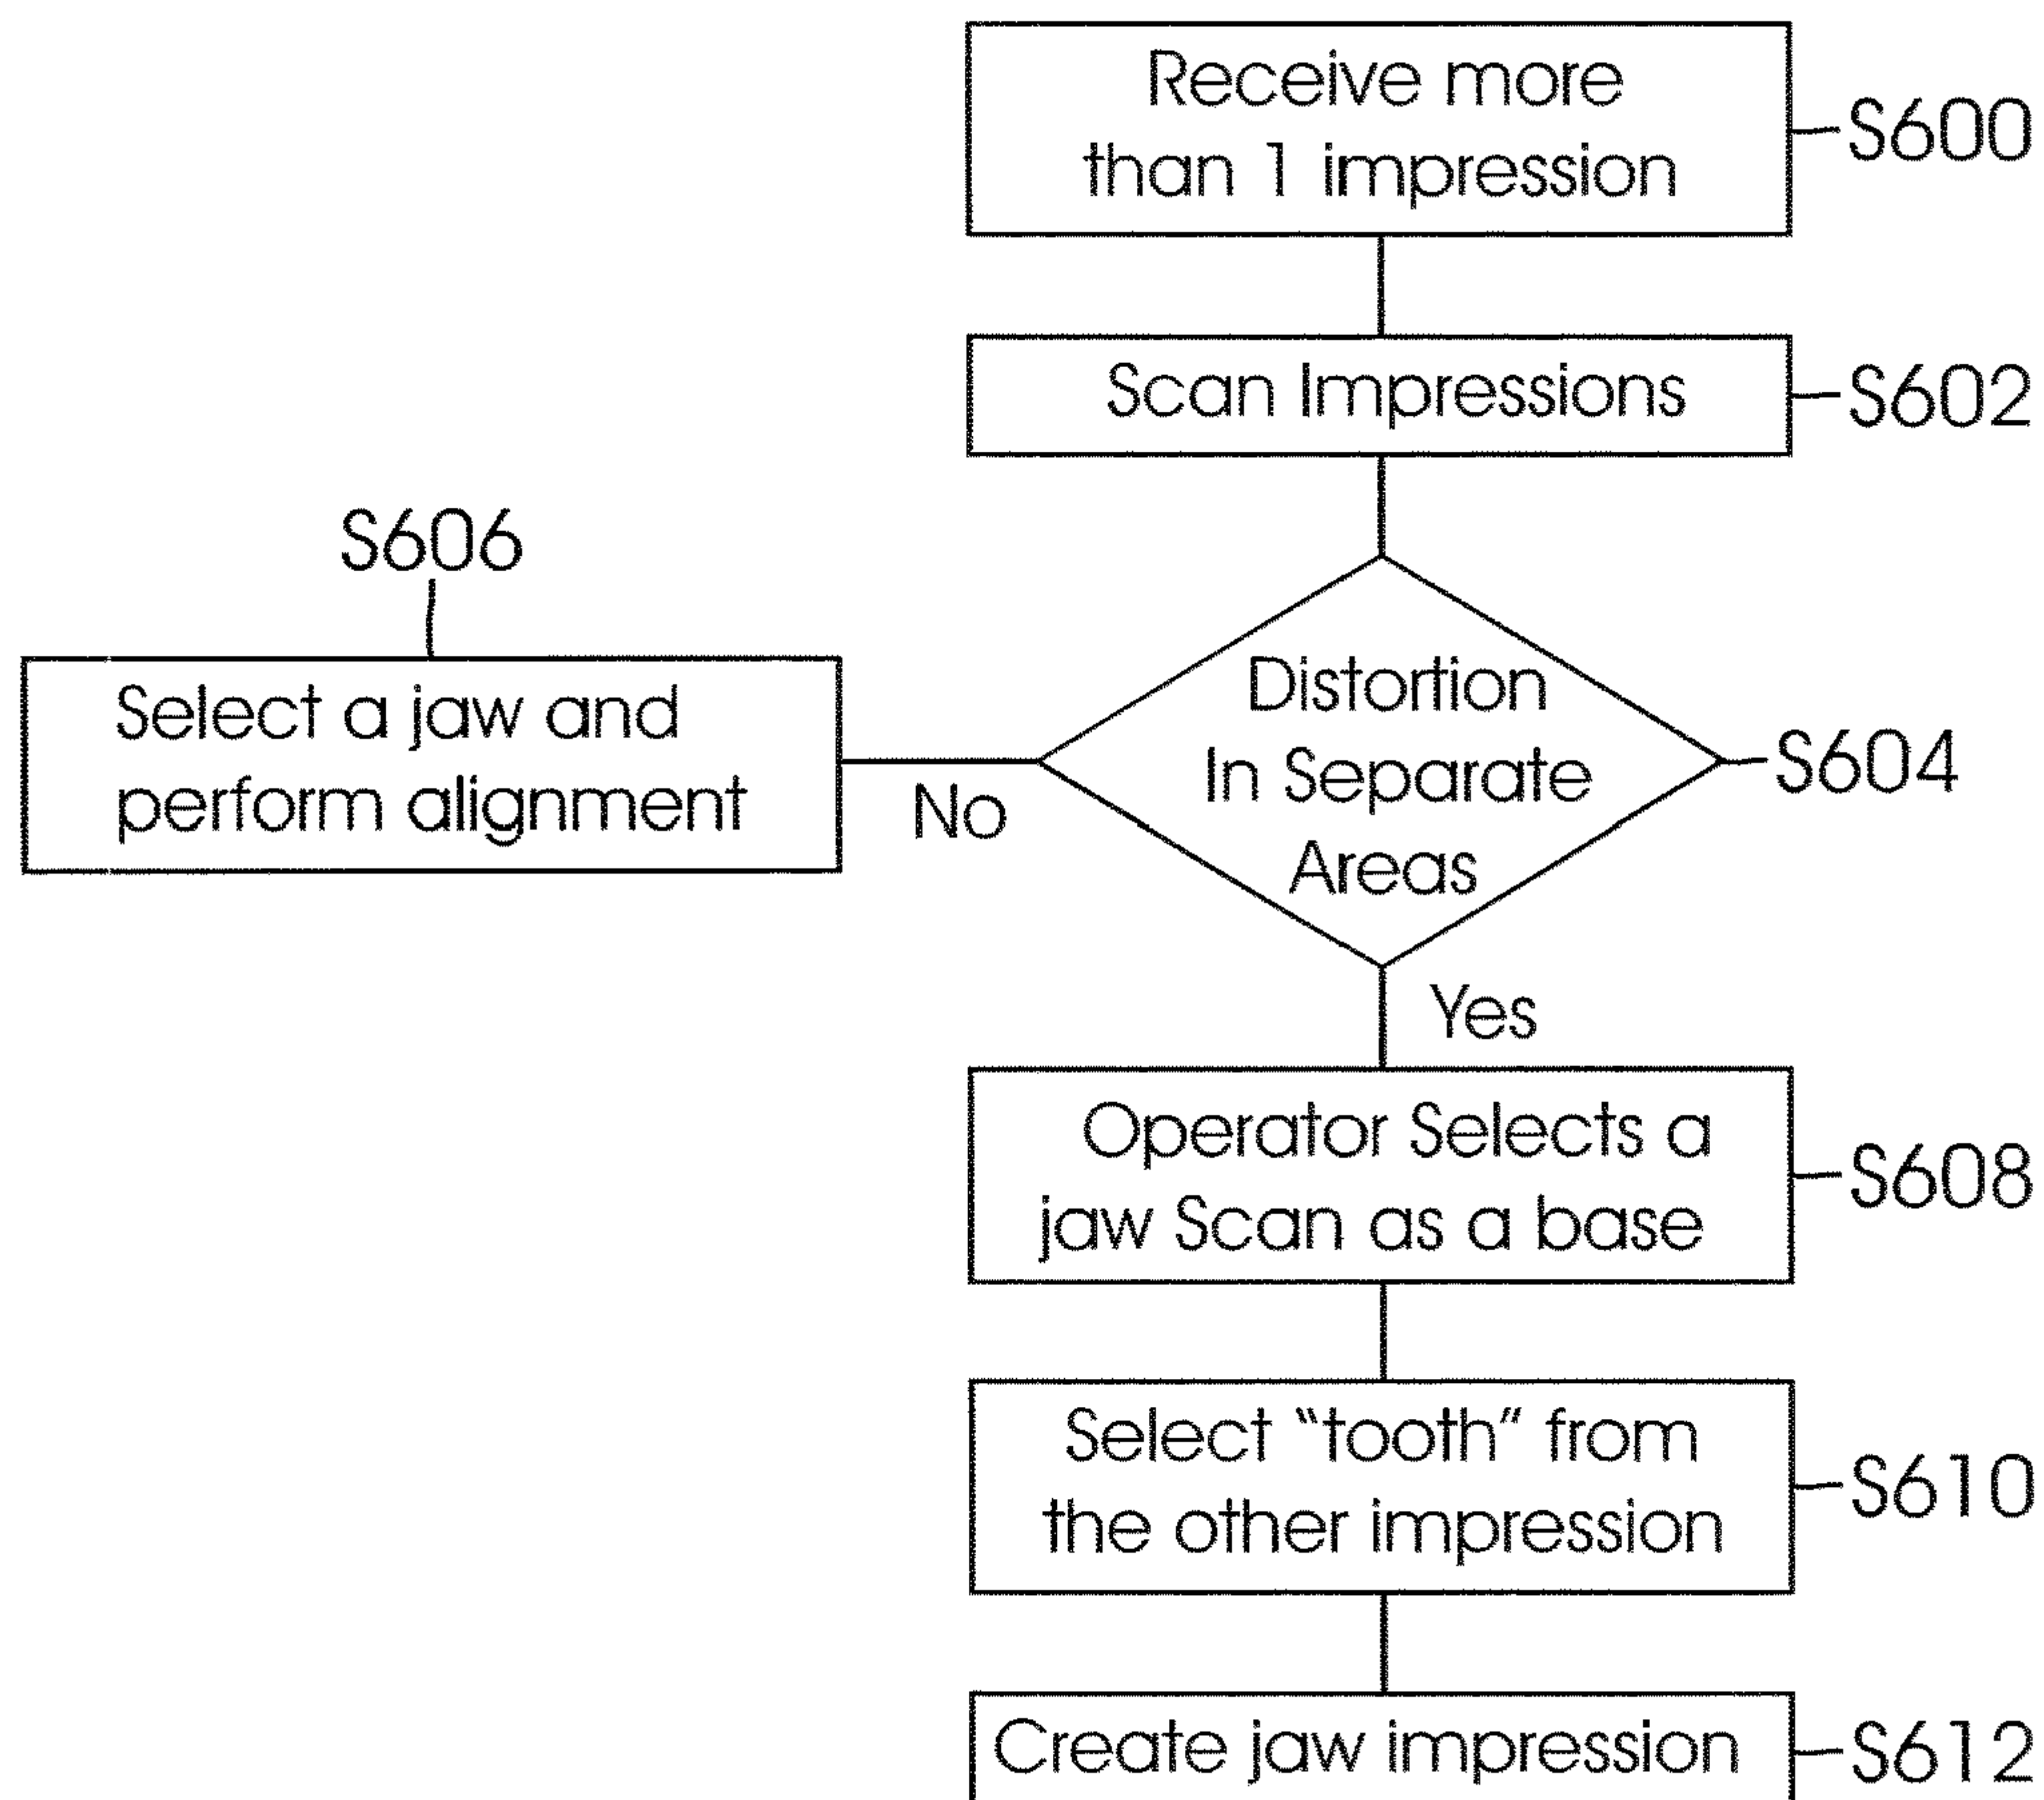 Receive more
than 1 impression
S600
Scan Impressions
S602
S606
Select a jaw and
perform alignment
No
Distortion
In Separate
Areas
S604
Yes
Operator Selects a
jaw Scan as a base
S608
Select “tooth” from
the other impression
S610
Create jaw impression
S612